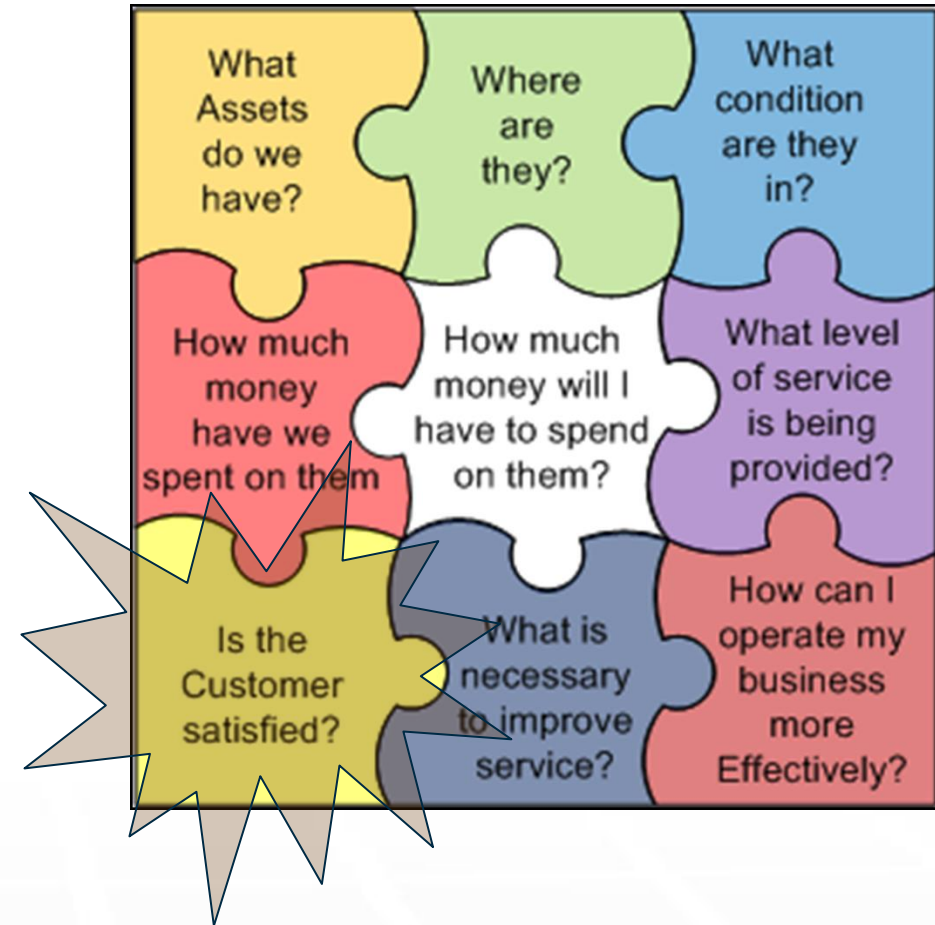 What
Assets
do we
have?
Where
are
they?
What
condition
are they
in?
How much
money
have we
spent on them
How much
money will I
have to spend
on them?
What level
of service
is being
provided?
Is the
Customer
satisfied?
What is
necessary
to improve
service?
How can I
operate my
business
more
Effectively?